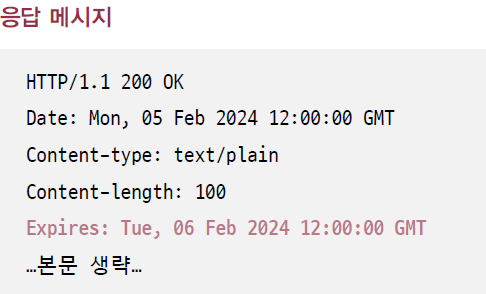 응답 메시지
HTTP/1.1 200 OK
Date: Mon, 05 Feb 2024 12:00:00 GMT
Content-type: text/plain
Content-length: 100
Expires: Tue, 06 Feb 2024 12:00:00 GMT
…본문 생략…